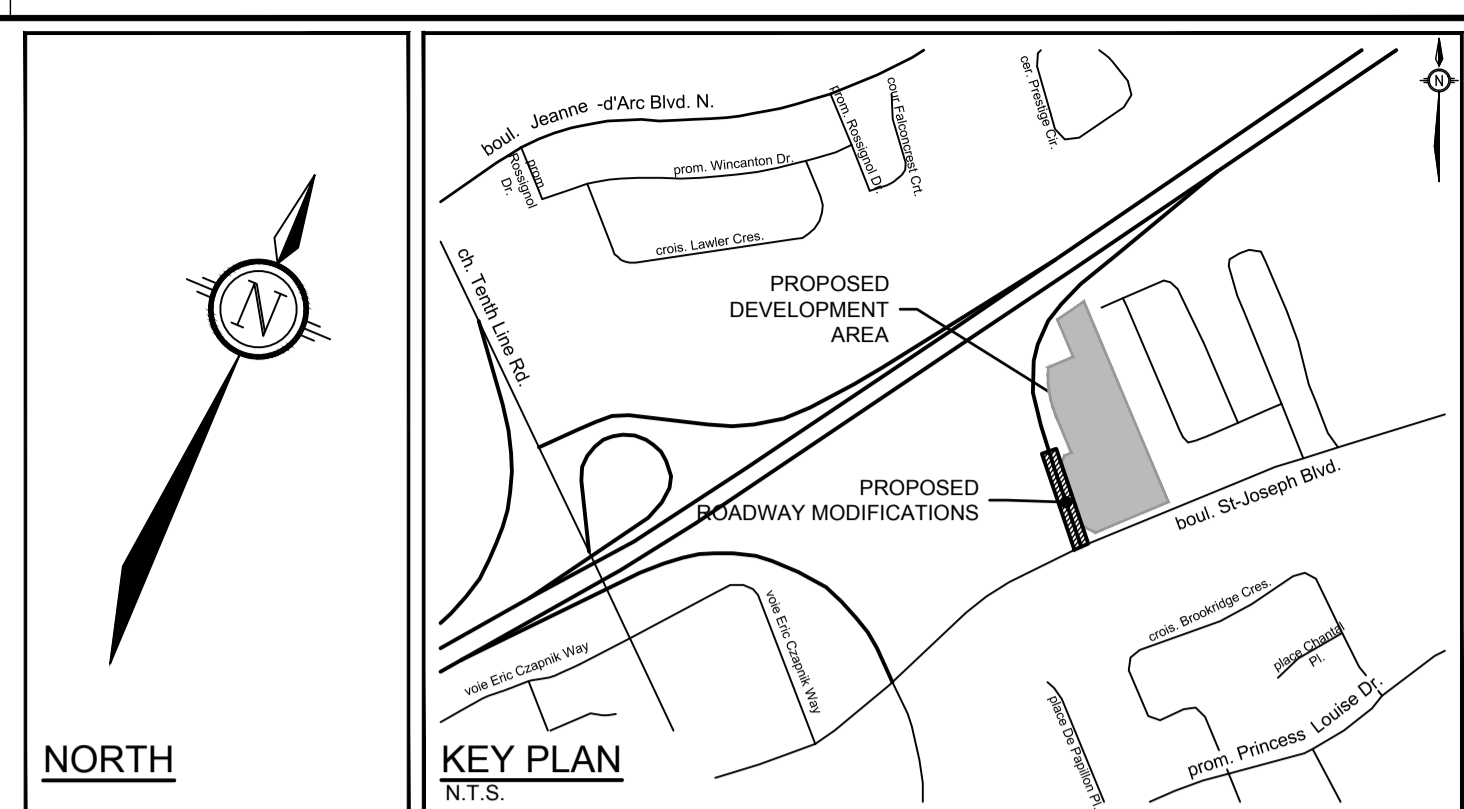 N
NORTH
N
boul. Jeanne -d'Arc Blvd. N.
prom.
Rossignol
Dr.
prom. Wincanton Dr.
prom. Rossignol Dr.
cour Falconcrest Crt.
cer. Prestige Cir.
crois. Lawler Cres.
ch. Tenth Line Rd.
PROPOSED
DEVELOPMENT
AREA
PROPOSED
ROADWAY MODIFICATIONS
boul. St-Joseph Blvd.
voie Eric Czapnik Way
voie Eric Czapnik Way
crois. Brookridge Cres.
place Chantal
Pl.
place De Papillon Pl.
prom. Princess Louise Dr.
KEY PLAN
N.T.S.